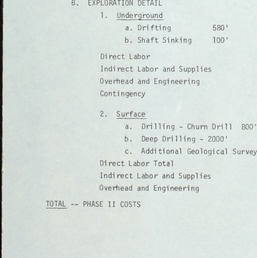 B. EXPLORATION DETAIL
1. Underground
a. Drifting 580'
b. Shaft Sinking 100'
Direct Labor
Indirect Labor and Supplies
Overhead and Engineering
Contingency
2. Surface
a. Drilling - Churn Drill 800'
b. Deep Drilling - 2000'
c. Additional Geological Survey
Direct Labor Total
Indirect Labor and Supplies
Overhead and Engineering
TOTAL -- PHASE II COSTS